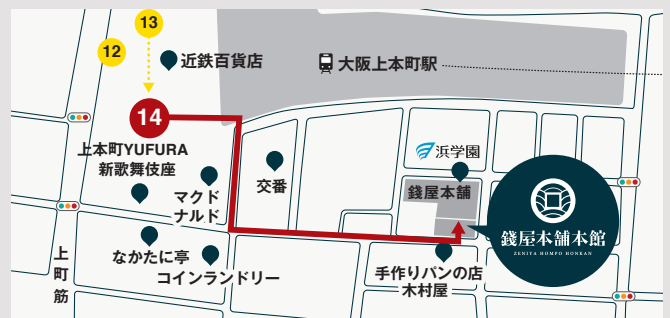 13
12
近鉄百貨店
大阪上本町駅
14
上本町YUFURA
新歌舞伎座
マクド
ナルド
交番
浜学園
錢屋本舗
錢屋本舗本館
ZENIYA HOMPO HONKAN
なかたに亭
コインランドリー
手作りパンの店
木村屋
上
町
筋